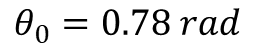 θ₀ = 0.78 rad